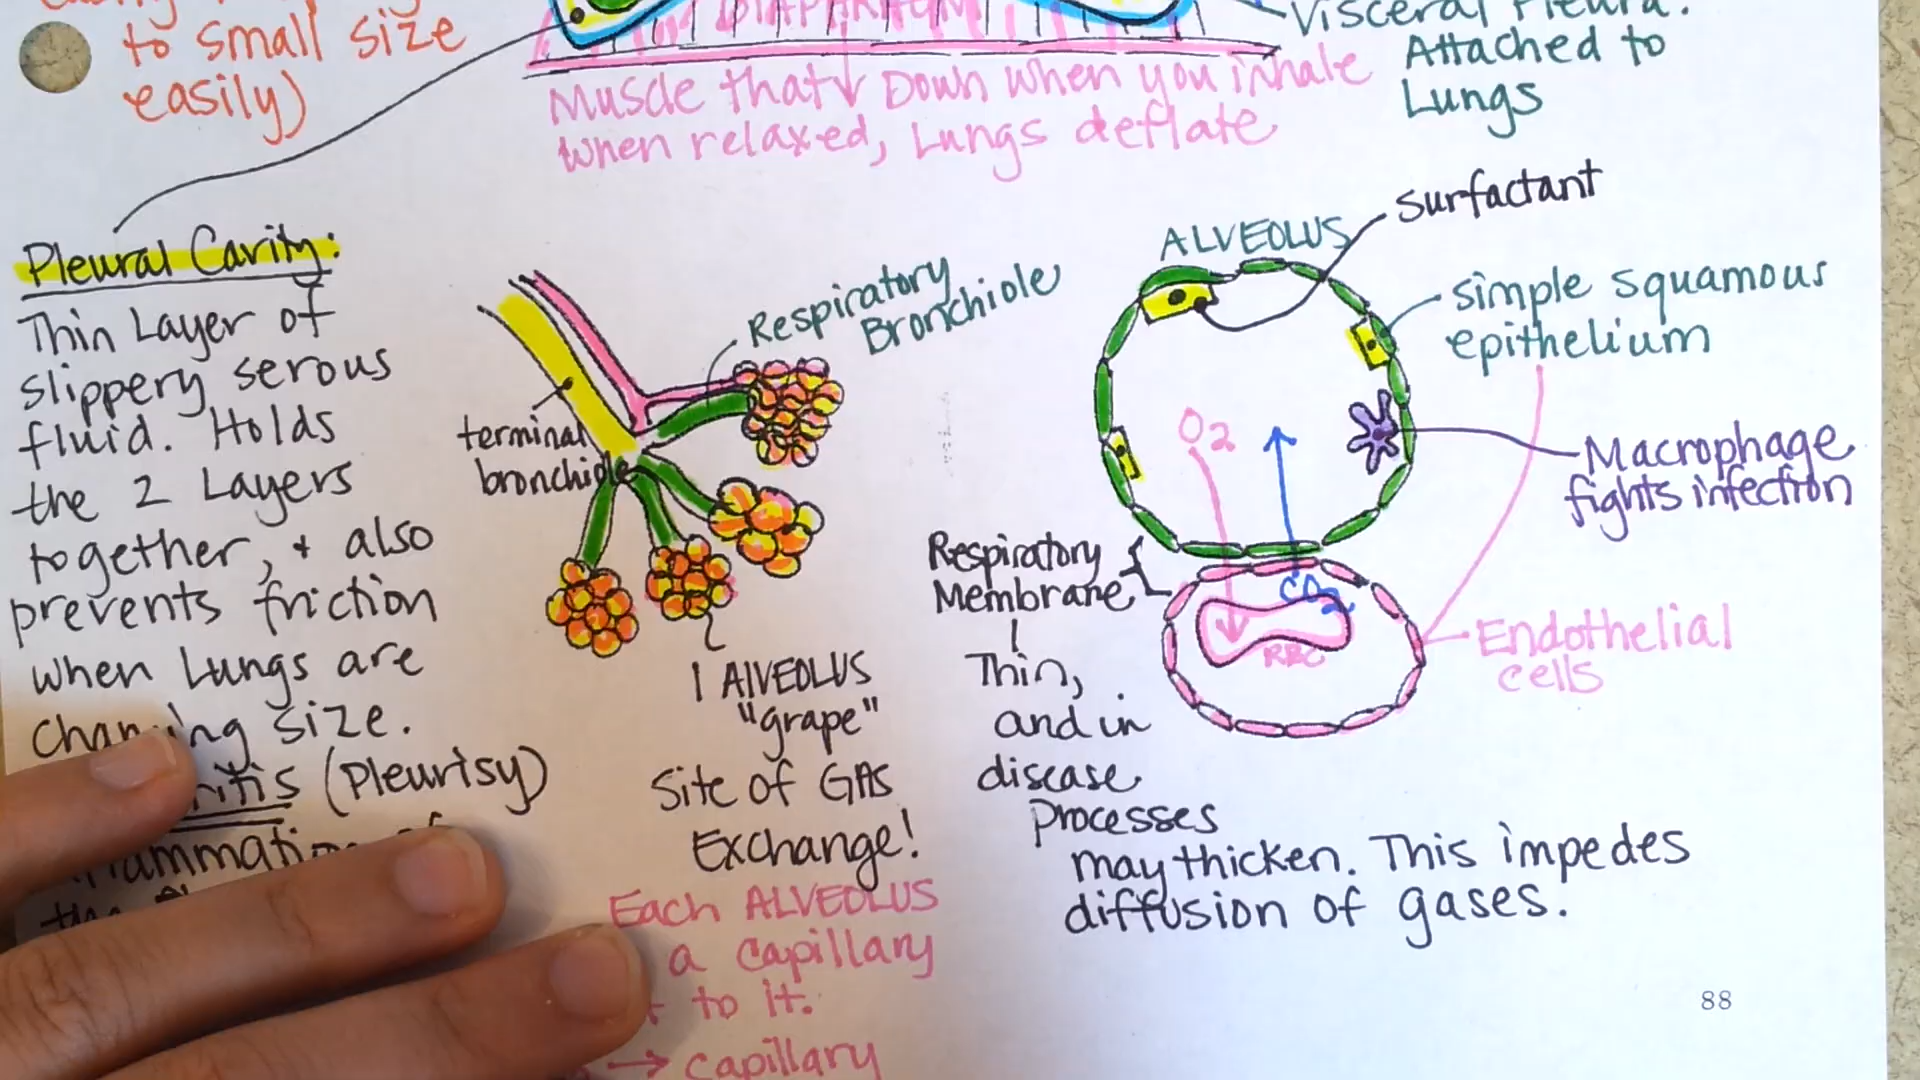 to small size
easily)
DIAPHRAGM
Muscle that ↓ Down when you inhale
when relaxed, Lungs deflate
Visceral Pleura:
Attached to
Lungs
Pleural Cavity:
Thin Layer of
slippery serous
fluid. Holds
the 2 Layers
together, + also
prevents friction
when Lungs are
changing size.
(Pleurisy)
Respiratory
Bronchiole
terminal
bronchiole
1 AlVEOLUS
"grape"
Site of GAS
Exchange!
Each ALVEOLUS
a capillary
to it.
→ capillary
ALVEOLUS
surfactant
simple squamous
epithelium
O2
Macrophage
fights infection
Respiratory
Membrane
CO2
RBC
Endothelial
cells
Thin,
and in
disease
Processes
may thicken. This impedes
diffusion of gases.
88